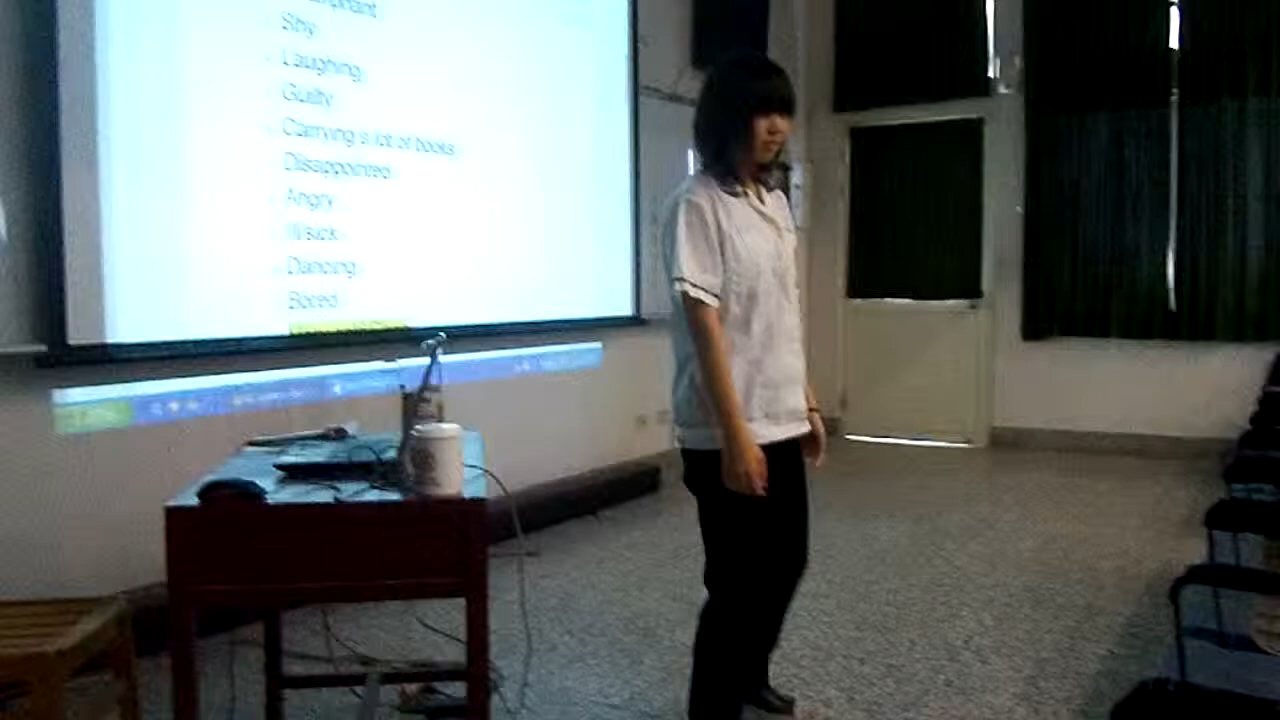 Shy
Laughing
Guilty
Carrying a lot of books
Disappointed
Angry
Ill/sick
Dancing
Bored